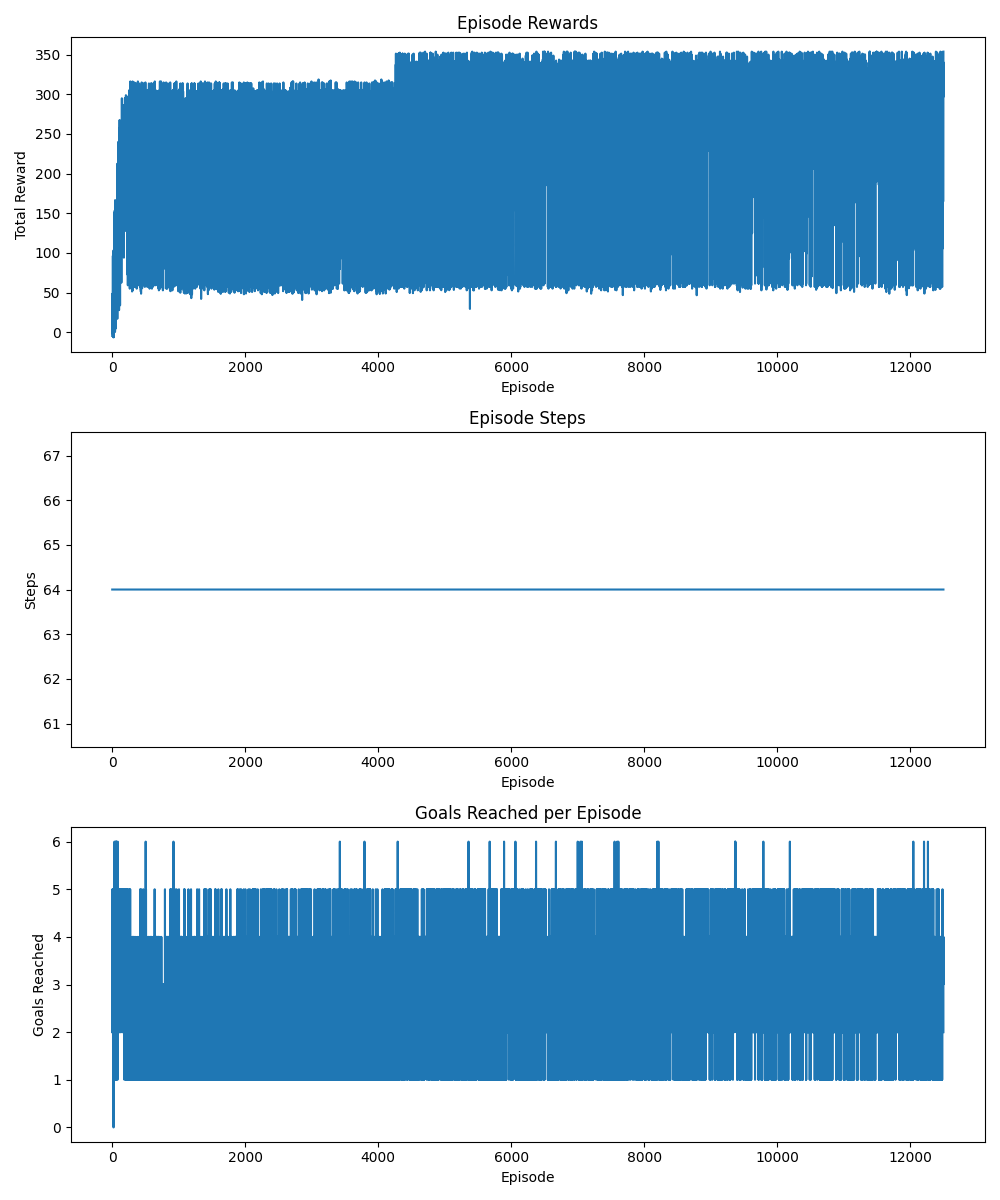 Episode Rewards
350
300
250
200
150
100
50
0
Total Reward
0 2000 4000 6000 8000 10000 12000
Episode
Episode Steps
67
66
65
64
63
62
61
Steps
0 2000 4000 6000 8000 10000 12000
Episode
Goals Reached per Episode
6
5
4
3
2
1
0
Goals Reached
0 2000 4000 6000 8000 10000 12000
Episode